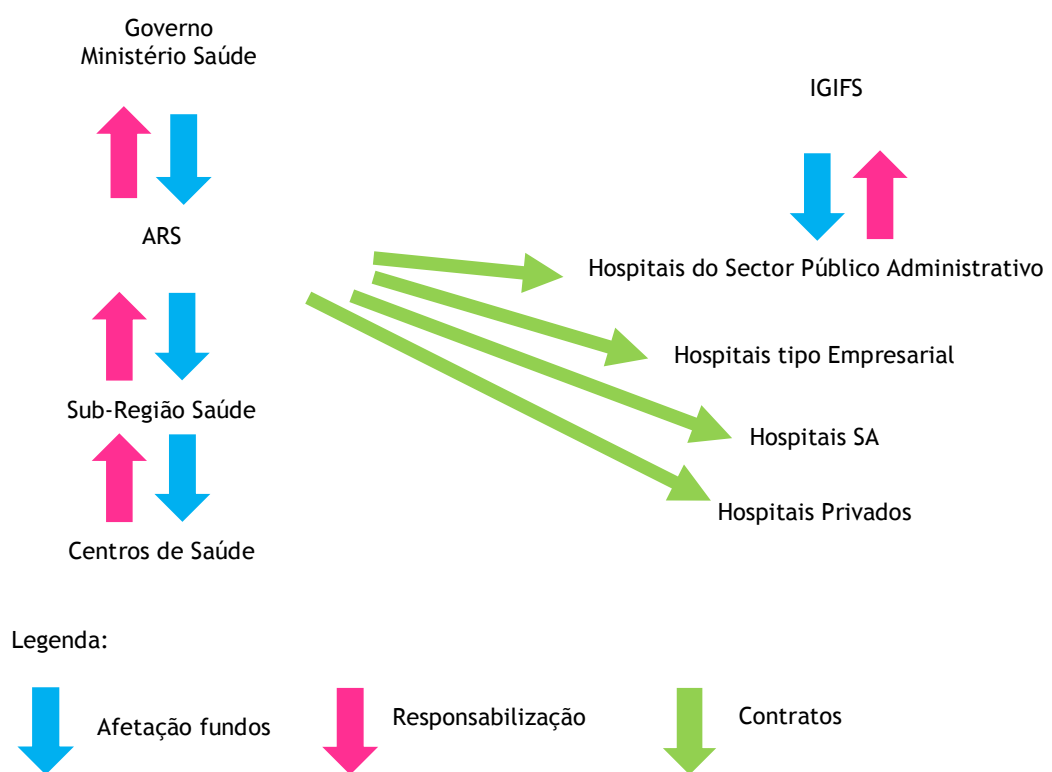 Governo
Ministério Saúde
IGIFS
ARS
Hospitais do Sector Público Administrativo
Hospitais tipo Empresarial
Sub-Região Saúde
Hospitais SA
Hospitais Privados
Centros de Saúde
Legenda:
Afetação fundos
Responsabilização
Contratos